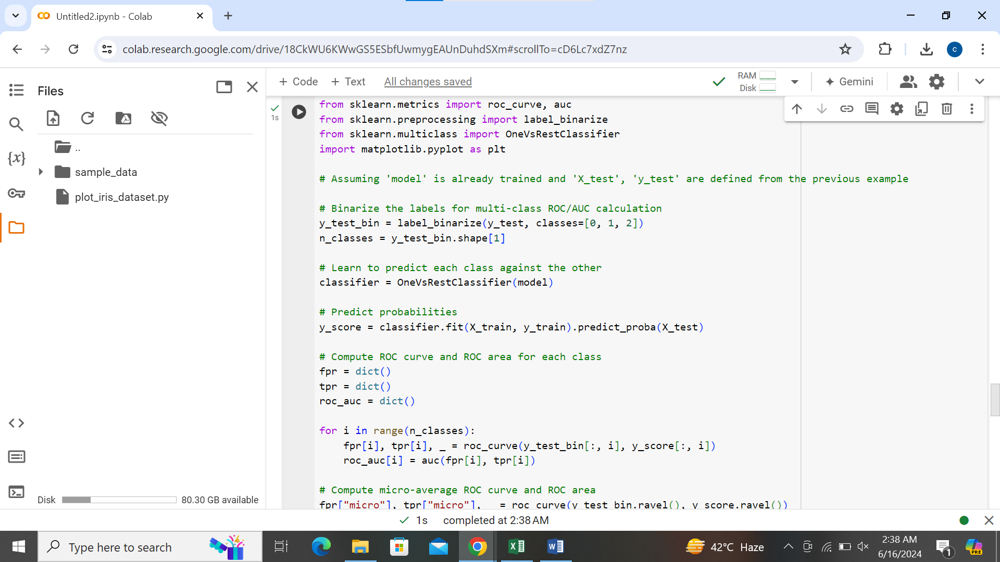 Untitled2.ipynb - Colab
colab.research.google.com/drive/18CkWU6KWwGS5ESbfUwmygEAUnDuhdSXm#scrollTo=cD6Lc7xdZ7nz
C
Files
+ Code + Text All changes saved
RAM
Disk
Gemini
..
sample_data
plot_iris_dataset.py
{x}
Disk 80.30 GB available
1s
from sklearn.metrics import roc_curve, auc
from sklearn.preprocessing import label_binarize
from sklearn.multiclass import OneVsRestClassifier
import matplotlib.pyplot as plt
# Assuming 'model' is already trained and 'X_test', 'y_test' are defined from the previous example
# Binarize the labels for multi-class ROC/AUC calculation
y_test_bin = label_binarize(y_test, classes=[0, 1, 2])
n_classes = y_test_bin.shape[1]
# Learn to predict each class against the other
classifier = OneVsRestClassifier(model)
# Predict probabilities
y_score = classifier.fit(X_train, y_train).predict_proba(X_test)
# Compute ROC curve and ROC area for each class
fpr = dict()
tpr = dict()
roc_auc = dict()
for i in range(n_classes):
    fpr[i], tpr[i], _ = roc_curve(y_test_bin[:, i], y_score[:, i])
    roc_auc[i] = auc(fpr[i], tpr[i])
# Compute micro-average ROC curve and ROC area
fpr["micro"], tpr["micro"], _ = roc_curve(y_test_bin.ravel(), y_score.ravel())
1s completed at 2:38 AM
Type here to search
42°C Haze
2:38 AM
6/16/2024
1
PRE